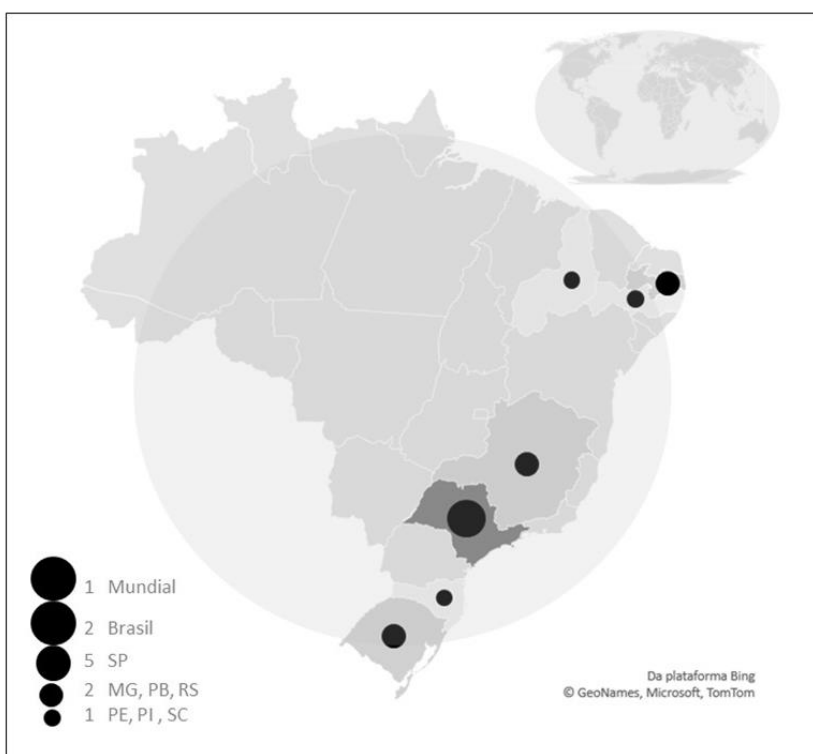 1 Mundial
2 Brasil
5 SP
2 MG, PB, RS
1 PE, PI , SC
Da plataforma Bing
© GeoNames, Microsoft, TomTom